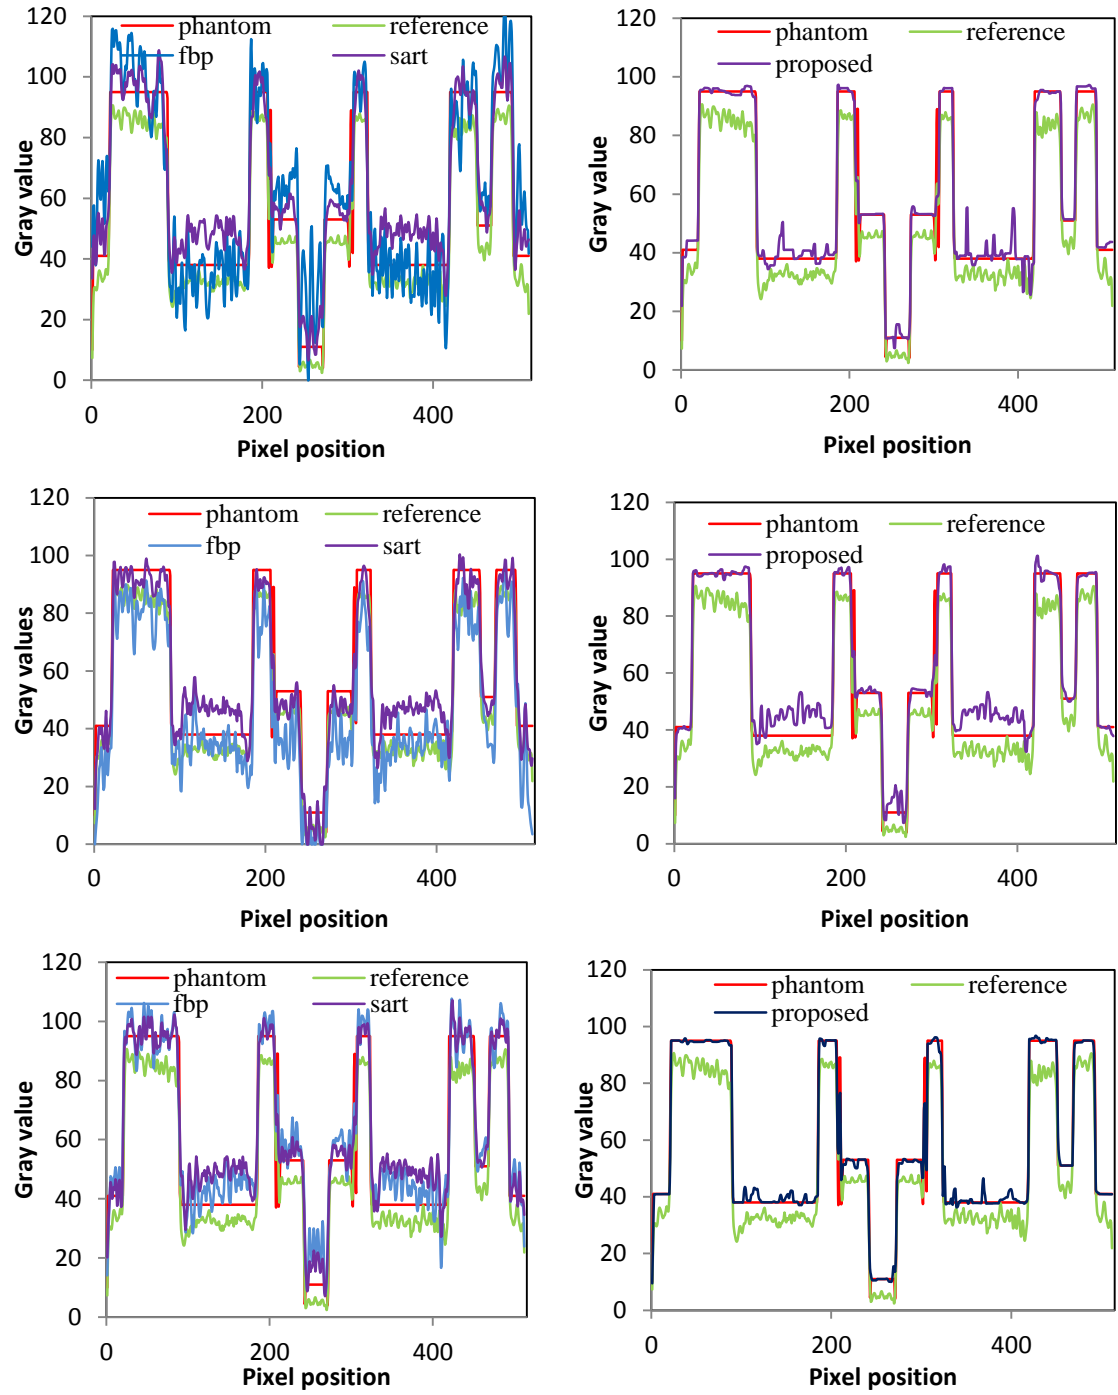 120
100
80
60
40
20
0
Gray value
phantom
reference
fbp
sart
0
200
400
Pixel position
120
100
80
60
40
20
0
Gray value
phantom
reference
proposed
0
200
400
Pixel position
120
100
80
60
40
20
0
Gray values
phantom
reference
fbp
sart
0
200
400
Pixel position
120
100
80
60
40
20
0
Gray value
phantom
reference
proposed
0
200
400
Pixel position
120
100
80
60
40
20
0
Gray value
phantom
reference
fbp
sart
0
200
400
Pixel position
120
100
80
60
40
20
0
Gray value
phantom
reference
proposed
0
200
400
Pixel position